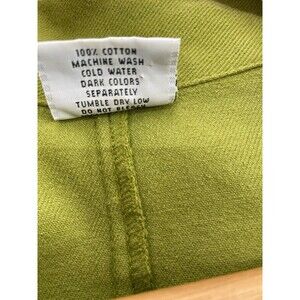 100% COTTON
MACHINE WASH
COLD WATER
DARK COLORS
SEPARATELY
TUMBLE DRY LOW
DO NOT BLEACH